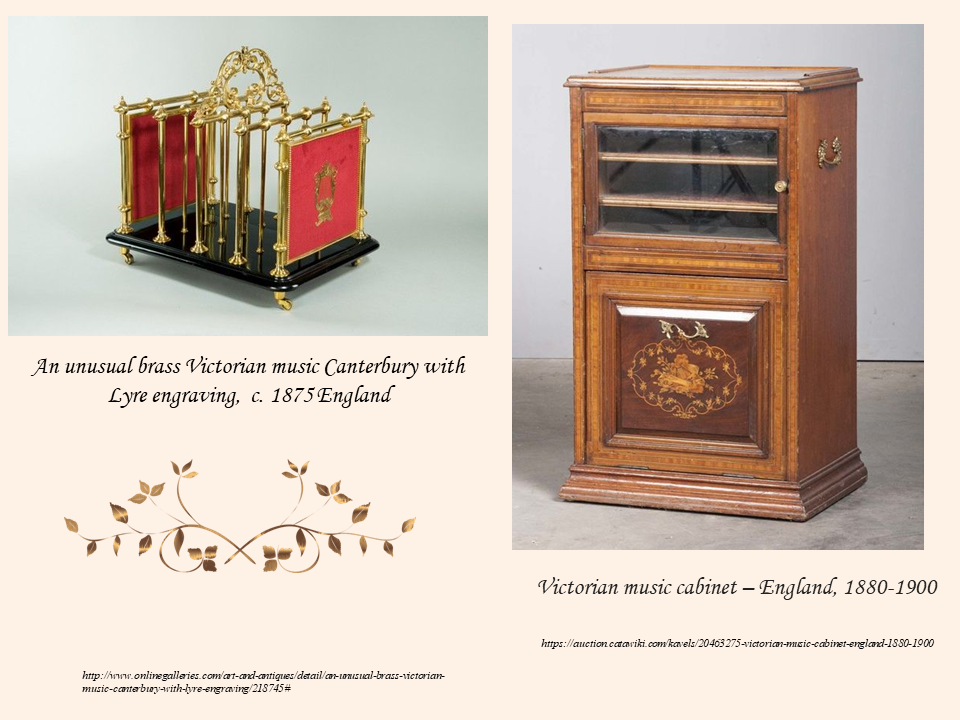 An unusual brass Victorian music Canterbury with
Lyre engraving, c. 1875 England
Victorian music cabinet – England, 1880-1900
https://auction.catawiki.com/kavels/20463275-victorian-music-cabinet-england-1880-1900
http://www.onlinegalleries.com/art-and-antiques/detail/an-unusual-brass-victorian-
music-canterbury-with-lyre-engraving/218745#